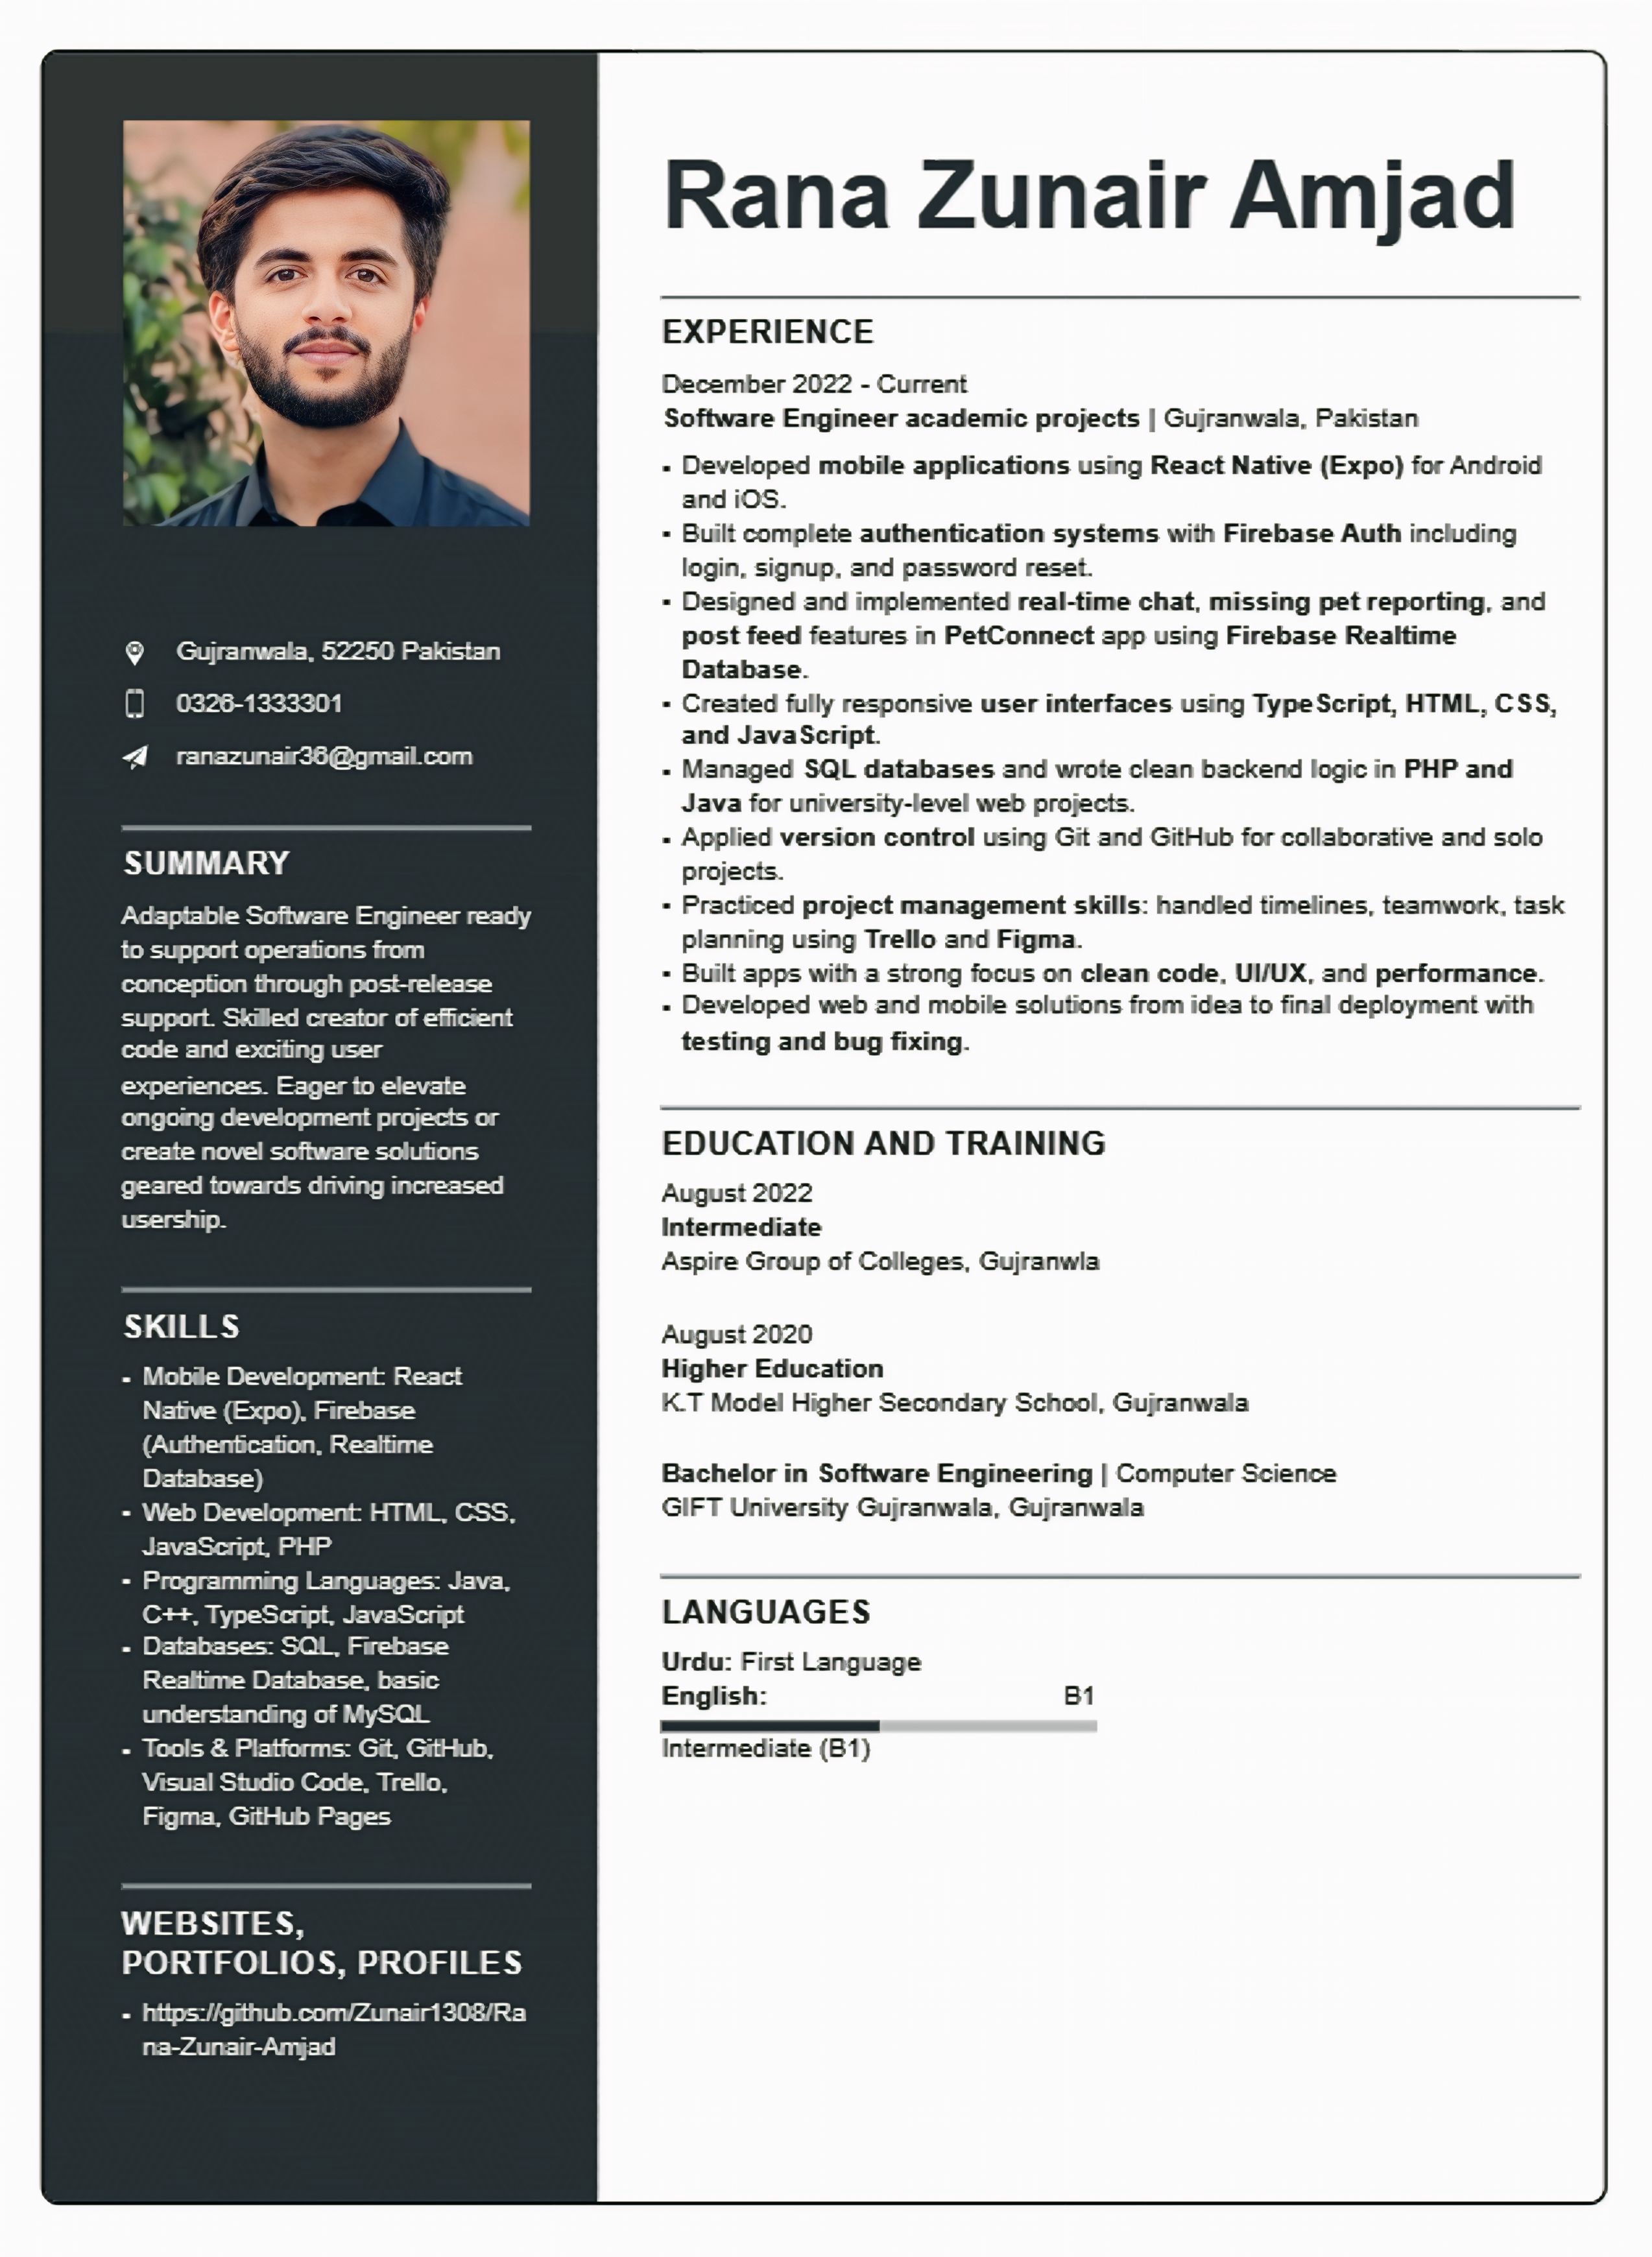 Gujranwala, 52250 Pakistan
0326-1333301
ranazunair36@gmail.com
SUMMARY
Adaptable Software Engineer ready
to support operations from
conception through post-release
support. Skilled creator of efficient
code and exciting user
experiences. Eager to elevate
ongoing development projects or
create novel software solutions
geared towards driving increased
usership.
SKILLS
- Mobile Development: React
Native (Expo), Firebase
(Authentication, Realtime
Database)
- Web Development: HTML, CSS,
JavaScript, PHP
- Programming Languages: Java,
C++, TypeScript, JavaScript
- Databases: SQL, Firebase
Realtime Database, basic
understanding of MySQL
- Tools & Platforms: Git, GitHub,
Visual Studio Code, Trello,
Figma, GitHub Pages
WEBSITES,
PORTFOLIOS, PROFILES
- https://github.com/Zunair1308/Ra
na-Zunair-Amjad
Rana Zunair Amjad
EXPERIENCE
December 2022 - Current
Software Engineer academic projects | Gujranwala, Pakistan
▪ Developed mobile applications using React Native (Expo) for Android
and iOS.
▪ Built complete authentication systems with Firebase Auth including
login, signup, and password reset.
▪ Designed and implemented real-time chat, missing pet reporting, and
post feed features in PetConnect app using Firebase Realtime
Database.
▪ Created fully responsive user interfaces using TypeScript, HTML, CSS,
and JavaScript.
▪ Managed SQL databases and wrote clean backend logic in PHP and
Java for university-level web projects.
▪ Applied version control using Git and GitHub for collaborative and solo
projects.
▪ Practiced project management skills: handled timelines, teamwork, task
planning using Trello and Figma.
▪ Built apps with a strong focus on clean code, UI/UX, and performance.
▪ Developed web and mobile solutions from idea to final deployment with
testing and bug fixing.
EDUCATION AND TRAINING
August 2022
Intermediate
Aspire Group of Colleges, Gujranwla
August 2020
Higher Education
K.T Model Higher Secondary School, Gujranwala
Bachelor in Software Engineering | Computer Science
GIFT University Gujranwala, Gujranwala
LANGUAGES
Urdu: First Language
English: B1
Intermediate (B1)